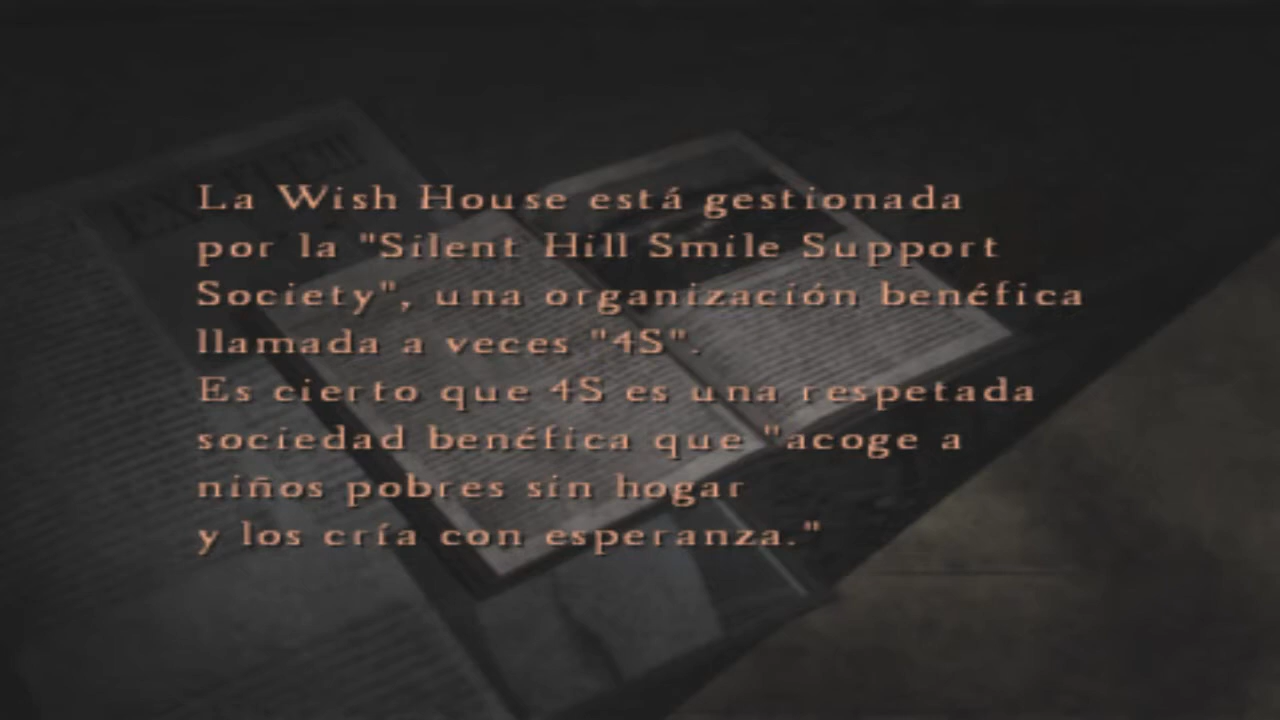 La Wish House está gestionada
por la "Silent Hill Smile Support
Society", una organización benéfica
llamada a veces "4S".
Es cierto que 4S es una respetada
sociedad benéfica que "acoge a
niños pobres sin hogar
y los cría con esperanza."